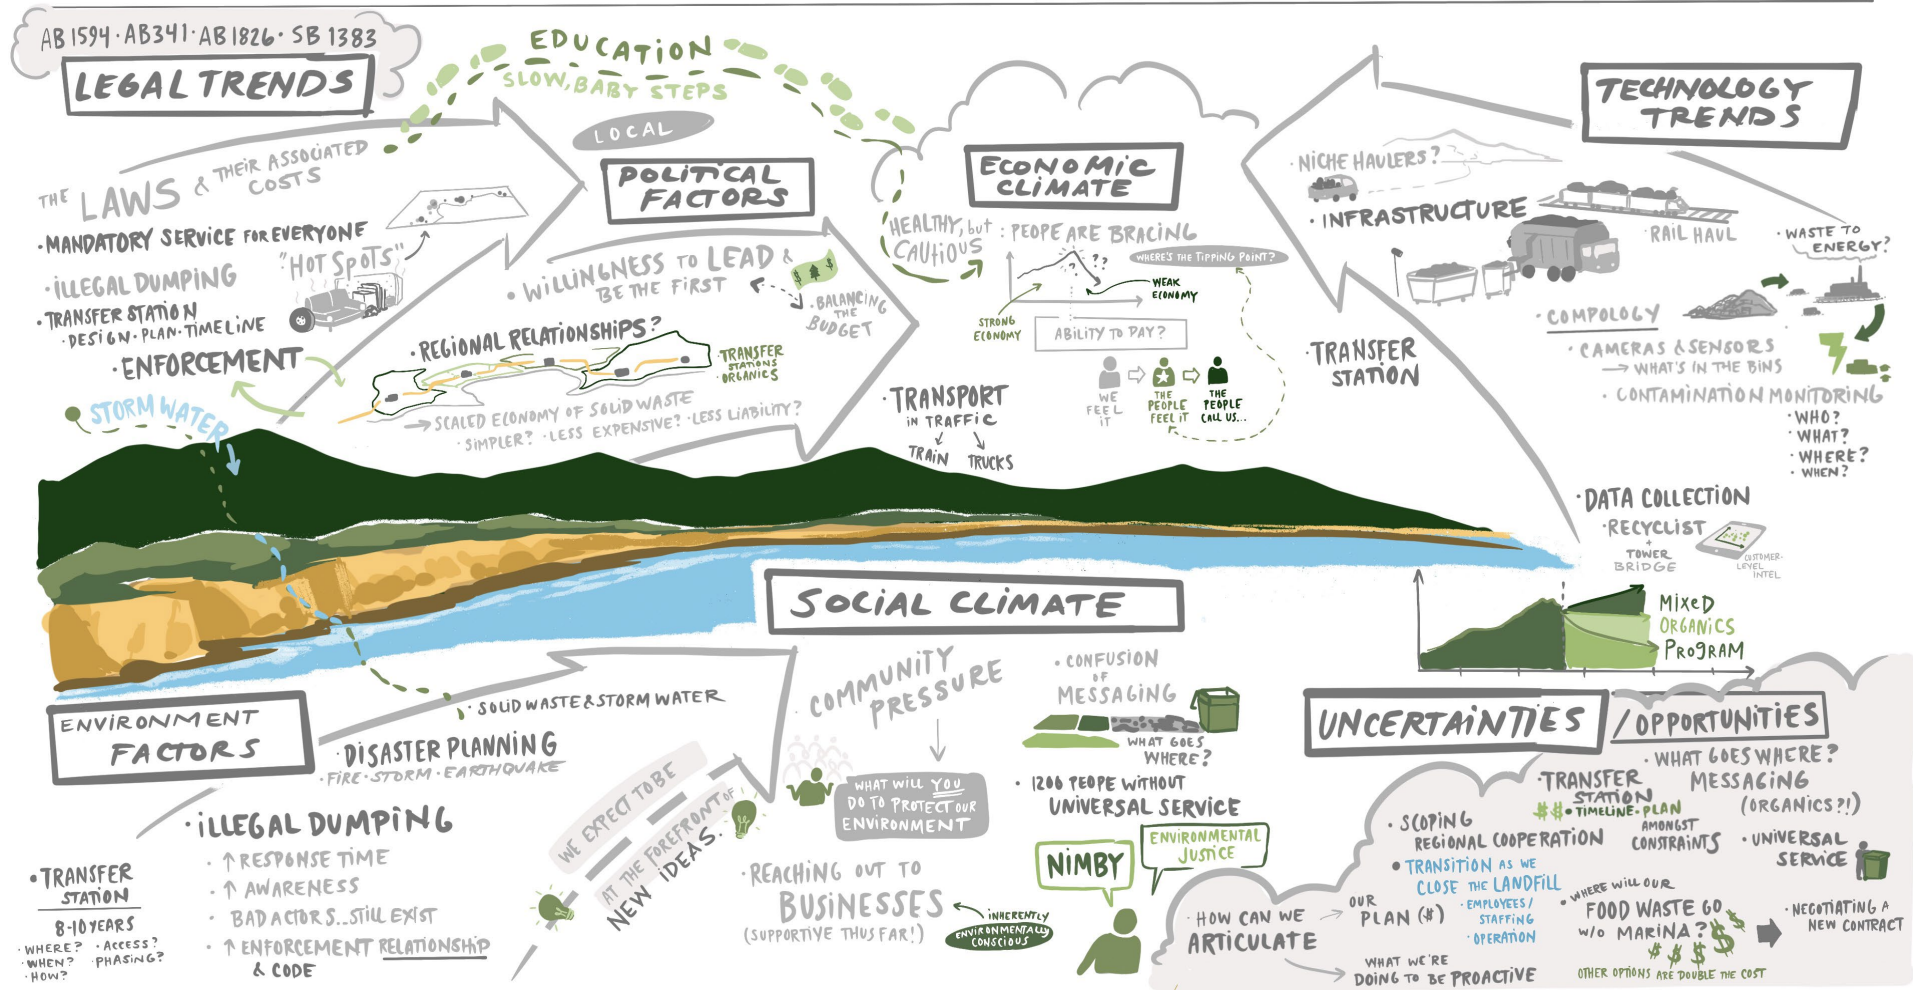 AB 1594 · AB341 · AB 1826 · SB 1383
LEGAL TRENDS
THE LAWS & THEIR ASSOCIATED
COSTS
· MANDATORY SERVICE FOR EVERYONE
· ILLEGAL DUMPING
"HOT SPOTS"
· TRANSFER STATION
· DESIGN · PLAN · TIMELINE
· ENFORCEMENT
STORM WATER
EDUCATION
SLOW, BABY STEPS
LOCAL
POLITICAL
FACTORS
· WILLINGNESS TO LEAD &
BE THE FIRST
· BALANCING
THE
BUDGET
· REGIONAL RELATIONSHIPS?
· TRANSFER
STATIONS
· ORGANICS
→ SCALED ECONOMY OF SOLID WASTE
· SIMPLER? · LESS EXPENSIVE? · LESS LIABILITY?
ECONOMIC
CLIMATE
HEALTHY, but
CAUTIOUS
: PEOPE ARE BRACING
WHERE'S THE TIPPING POINT?
? ??
WEAK
ECONOMY
STRONG
ECONOMY
ABILITY TO PAY?
WE
FEEL
IT
THE
PEOPLE
FEEL IT
THE
PEOPLE
CALL US...
· TRANSPORT
IN TRAFFIC
TRAIN TRUCKS
TECHNOLOGY
TRENDS
· NICHE HAULERS?
· INFRASTRUCTURE
· RAIL HAUL
· WASTE TO
ENERGY?
· TRANSFER
STATION
· COMPOLOGY
· CAMERAS & SENSORS
→ WHAT'S IN THE BINS
· CONTAMINATION MONITORING
· WHO?
· WHAT?
· WHERE?
· WHEN?
· DATA COLLECTION
· RECYCLIST
+
TOWER
BRIDGE
CUSTOMER-
LEVEL
INTEL
MIXED
ORGANICS
PROGRAM
SOCIAL CLIMATE
· COMMUNITY
PRESSURE
WHAT WILL YOU
DO TO PROTECT OUR
ENVIRONMENT
· REACHING OUT TO
BUSINESSES
(SUPPORTIVE THUS FAR!)
INHERENTLY
ENVIRONMENTALLY
CONSCIOUS
· CONFUSION
OF
MESSAGING
WHAT GOES
WHERE?
· 1200 PEOPE WITHOUT
UNIVERSAL SERVICE
NIMBY
ENVIRONMENTAL
JUSTICE
ENVIRONMENT
FACTORS
· SOLID WASTE & STORM WATER
· DISASTER PLANNING
· FIRE · STORM · EARTHQUAKE
· ILLEGAL DUMPING
· ↑ RESPONSE TIME
· ↑ AWARENESS
· BAD ACTORS...STILL EXIST
· ↑ ENFORCEMENT RELATIONSHIP
& CODE
· TRANSFER
STATION
8-10 YEARS
· WHERE? · ACCESS?
· WHEN? · PHASING?
· HOW?
WE EXPECT TO BE
AT THE FOREFRONT OF
NEW IDEAS.
UNCERTAINTIES
/OPPORTUNITIES
· WHAT GOES WHERE?
MESSAGING
(ORGANICS?!)
· TRANSFER
STATION
$$ · TIMELINE · PLAN
AMONGST
CONSTRAINTS
· SCOPING
REGIONAL COOPERATION
· UNIVERSAL
SERVICE
· TRANSITION AS WE
CLOSE THE LANDFILL
· EMPLOYEES/
STAFFING
· OPERATION
· WHERE WILL OUR
FOOD WASTE GO
W/O MARINA?
$ $ $ $ $ $
OTHER OPTIONS ARE DOUBLE THE COST
· NEGOTIATING A
NEW CONTRACT
· HOW CAN WE
ARTICULATE
OUR
PLAN ($)
WHAT WE'RE
DOING TO BE PROACTIVE